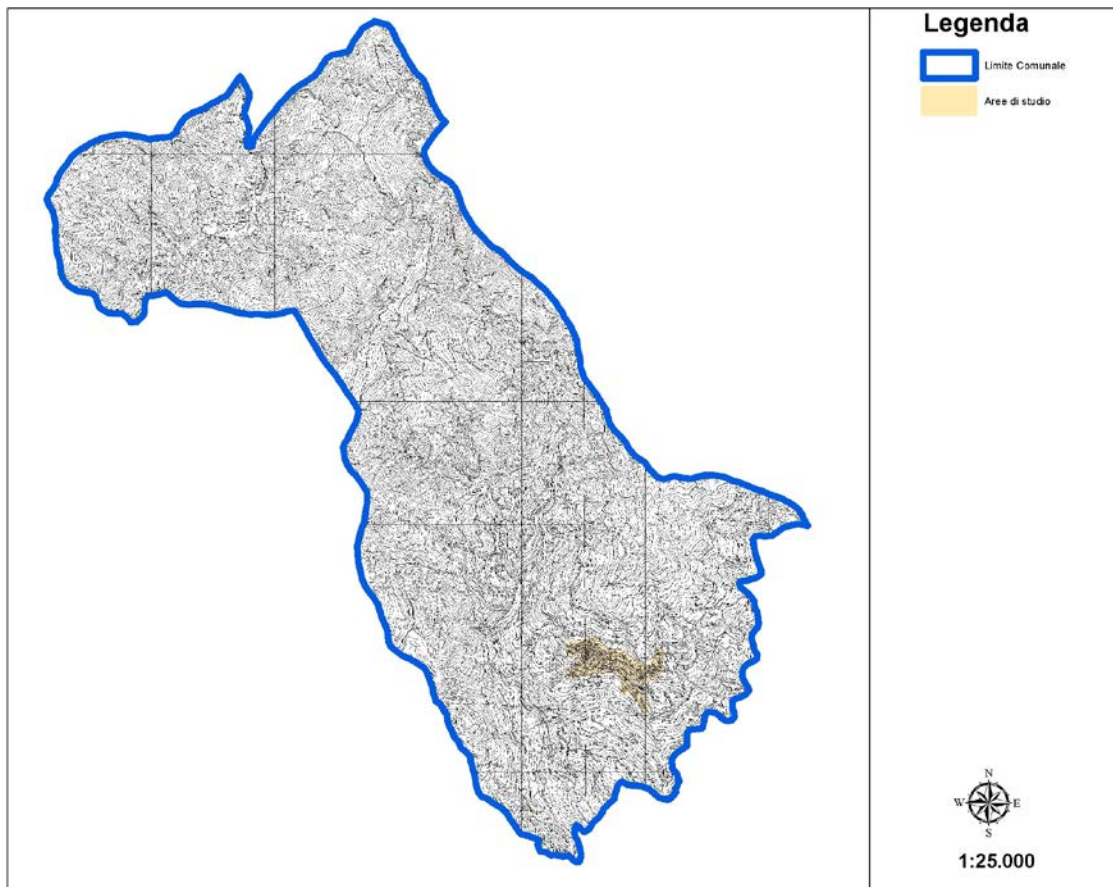 Legenda
Limite Comunale
Aree di studio
N
W E
S
1:25.000